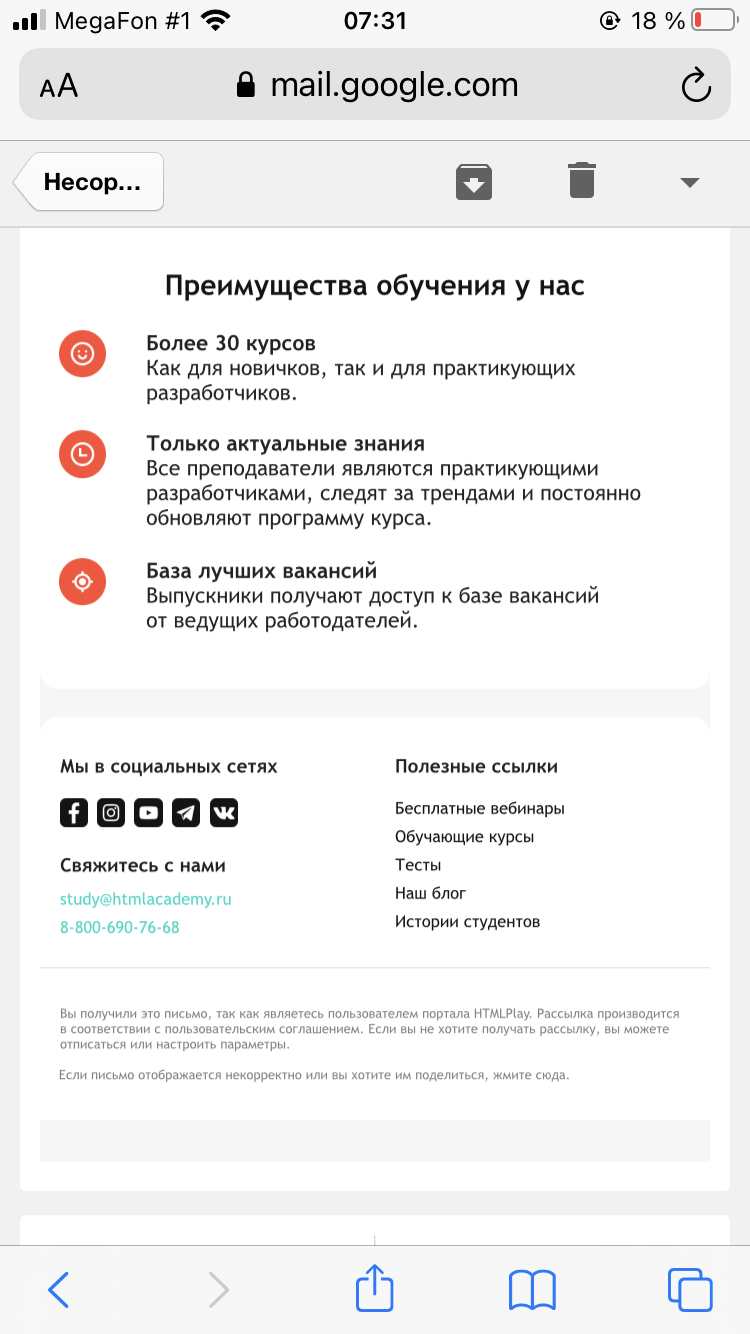 MegaFon #1 07:31 18 %
AA mail.google.com
Несор...
Преимущества обучения у нас
Более 30 курсов
Как для новичков, так и для практикующих
разработчиков.
Только актуальные знания
Все преподаватели являются практикующими
разработчиками, следят за трендами и постоянно
обновляют программу курса.
База лучших вакансий
Выпускники получают доступ к базе вакансий
от ведущих работодателей.
Мы в социальных сетях
Свяжитесь с нами
study@htmlacademy.ru
8-800-690-76-68
Полезные ссылки
Бесплатные вебинары
Обучающие курсы
Тесты
Наш блог
Истории студентов
Вы получили это письмо, так как являетесь пользователем портала HTMLPlay. Рассылка производится
в соответствии с пользовательским соглашением. Если вы не хотите получать рассылку, вы можете
отписаться или настроить параметры.
Если письмо отображается некорректно или вы хотите им поделиться, жмите сюда.